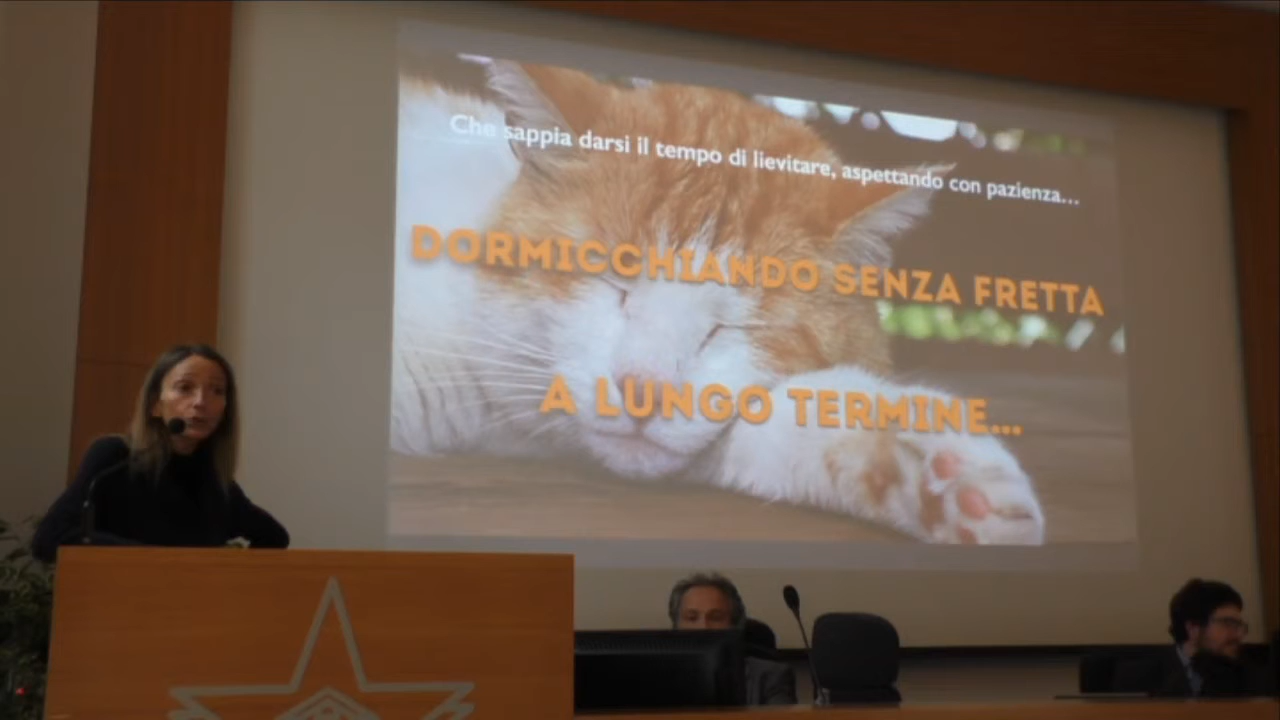 Che sappia darsi il tempo di lievitare, aspettando con pazienza...
DORMICCHIANDO SENZA FRETTA
A LUNGO TERMINE...